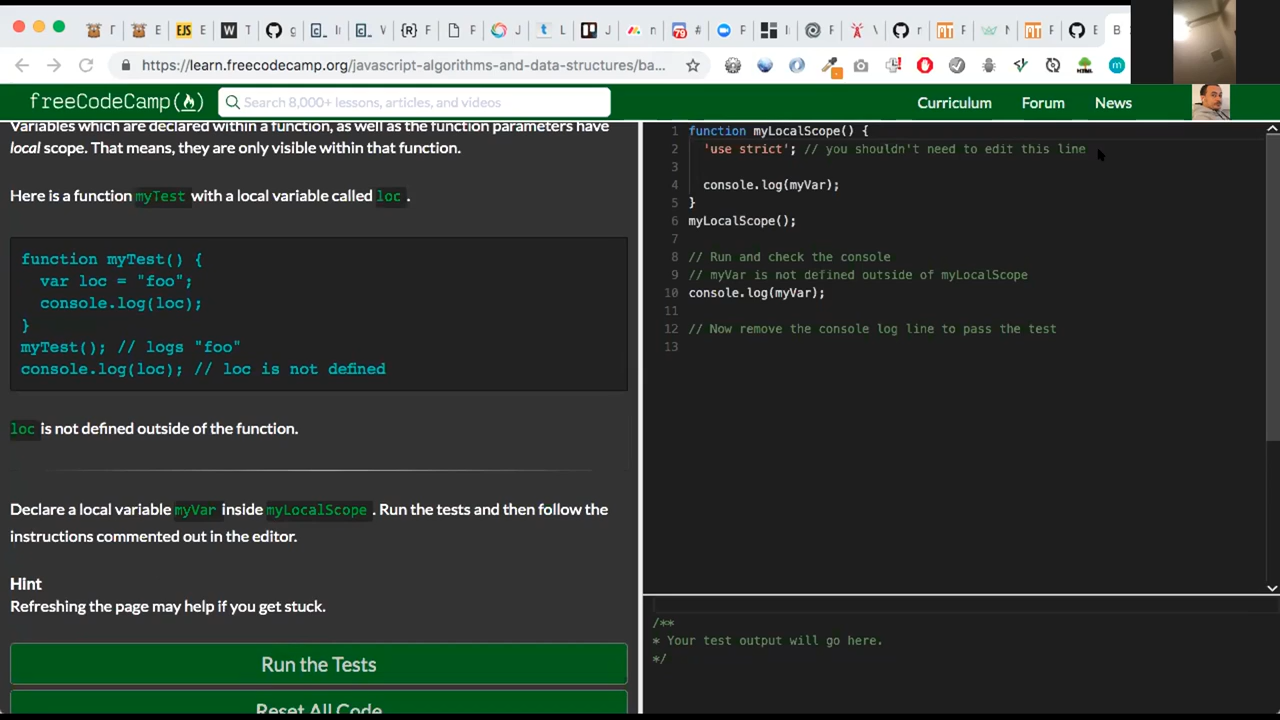 E
EJS E
W T
g
In
V
{R} F
F
J
L
J
m
79 #
F
I
F
V
r
AT F
M
r
AT F
E
B
https://learn.freecodecamp.org/javascript-algorithms-and-data-structures/ba...
freeCodeCamp
Search 8,000+ lessons, articles, and videos
Curriculum
Forum
News
Variables which are declared within a function, as well as the function parameters have
local scope. That means, they are only visible within that function.
Here is a function myTest with a local variable called loc .
function myTest() {
var loc = "foo";
console.log(loc);
}
myTest(); // logs "foo"
console.log(loc); // loc is not defined
loc is not defined outside of the function.
Declare a local variable myVar inside myLocalScope . Run the tests and then follow the
instructions commented out in the editor.
Hint
Refreshing the page may help if you get stuck.
Run the Tests
Reset All Code
1 function myLocalScope() {
2 'use strict'; // you shouldn't need to edit this line
3
4 console.log(myVar);
5 }
6 myLocalScope();
7
8 // Run and check the console
9 // myVar is not defined outside of myLocalScope
10 console.log(myVar);
11
12 // Now remove the console log line to pass the test
13
/**
* Your test output will go here.
*/